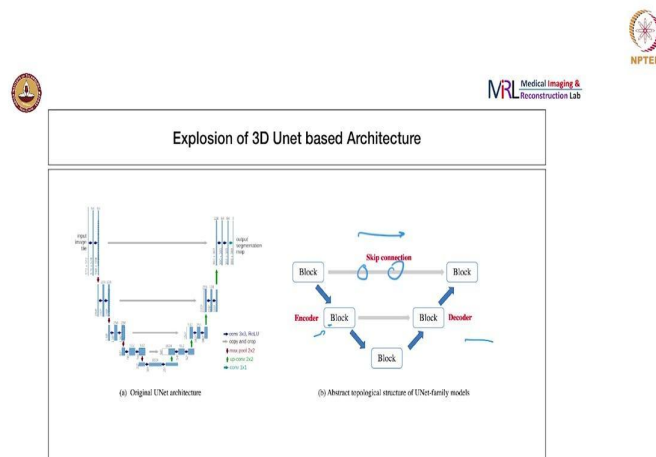 NPTEL
MIRL Medical Imaging &
Reconstruction Lab
Explosion of 3D Unet based Architecture
input
image
tile
output
segmentation
map
conv 3x3, ReLU
copy and crop
max pool 2x2
up-conv 2x2
conv 1x1
(a) Original UNet architecture
Skip connection
Block
Block
Encoder
Block
Block
Decoder
Block
(b) Abstract topological structure of UNet-family models